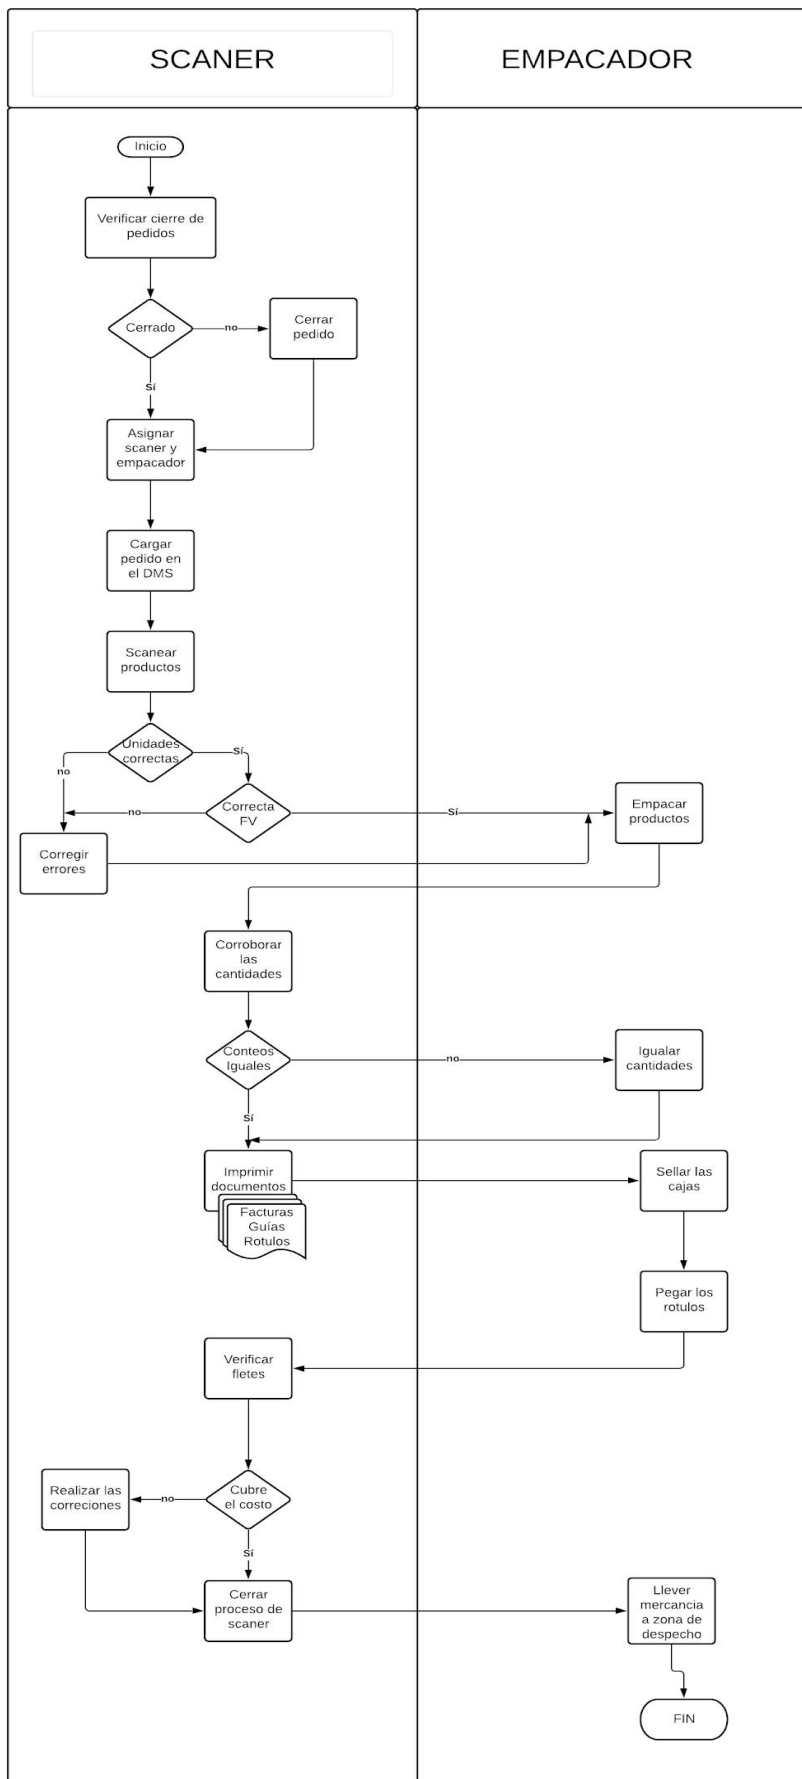 SCANER
EMPACADOR
Inicio
Verificar cierre de
pedidos
Cerrado
no
Cerrar
pedido
Sí
Asignar
scaner y
empacador
Cargar
pedido en
el DMS
Scanear
productos
Unidades
correctas
Sí
no
Correcta
FV
no
Sí
Empacar
productos
Corregir
errores
Corroborar
las
cantidades
Conteos
Iguales
no
Igualar
cantidades
Sí
Imprimir
documentos
Facturas
Guías
Rotulos
Sellar las
cajas
Pegar los
rotulos
Verificar
fletes
Cubre
el costo
no
Realizar las
correciones
Sí
Cerrar
proceso de
scaner
Llever
mercancia
a zona de
despecho
FIN